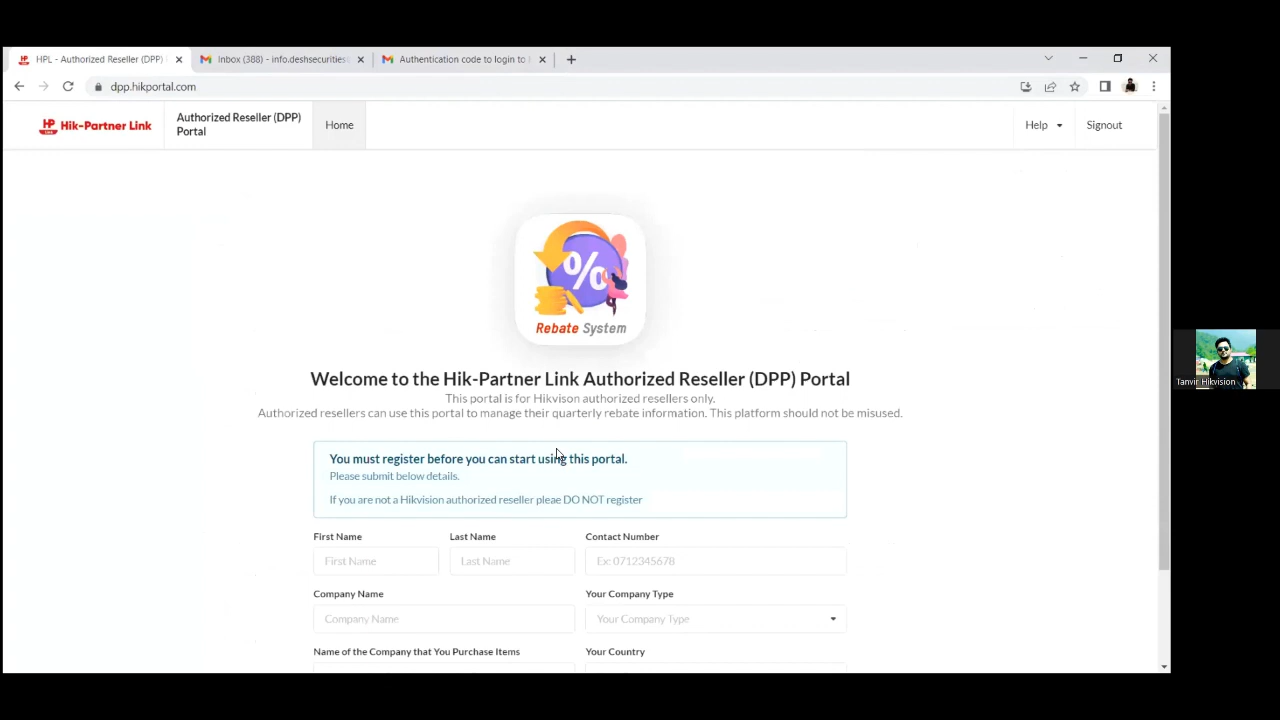 HPL - Authorized Reseller (DPP)
Inbox (388) - info.deshsecurities
Authentication code to login to
dpp.hikportal.com
HP
LINK
Hik-Partner Link
Authorized Reseller (DPP)
Portal
Home
Help
Signout
%
Rebate System
Welcome to the Hik-Partner Link Authorized Reseller (DPP) Portal
This portal is for Hikvison authorized resellers only.
Authorized resellers can use this portal to manage their quarterly rebate information. This platform should not be misused.
You must register before you can start using this portal.
Please submit below details.
If you are not a Hikvision authorized reseller pleae DO NOT register
First Name
Last Name
Contact Number
First Name
Last Name
Ex: 0712345678
Company Name
Your Company Type
Company Name
Your Company Type
Name of the Company that You Purchase Items
Your Country
Tanvir Hikvision